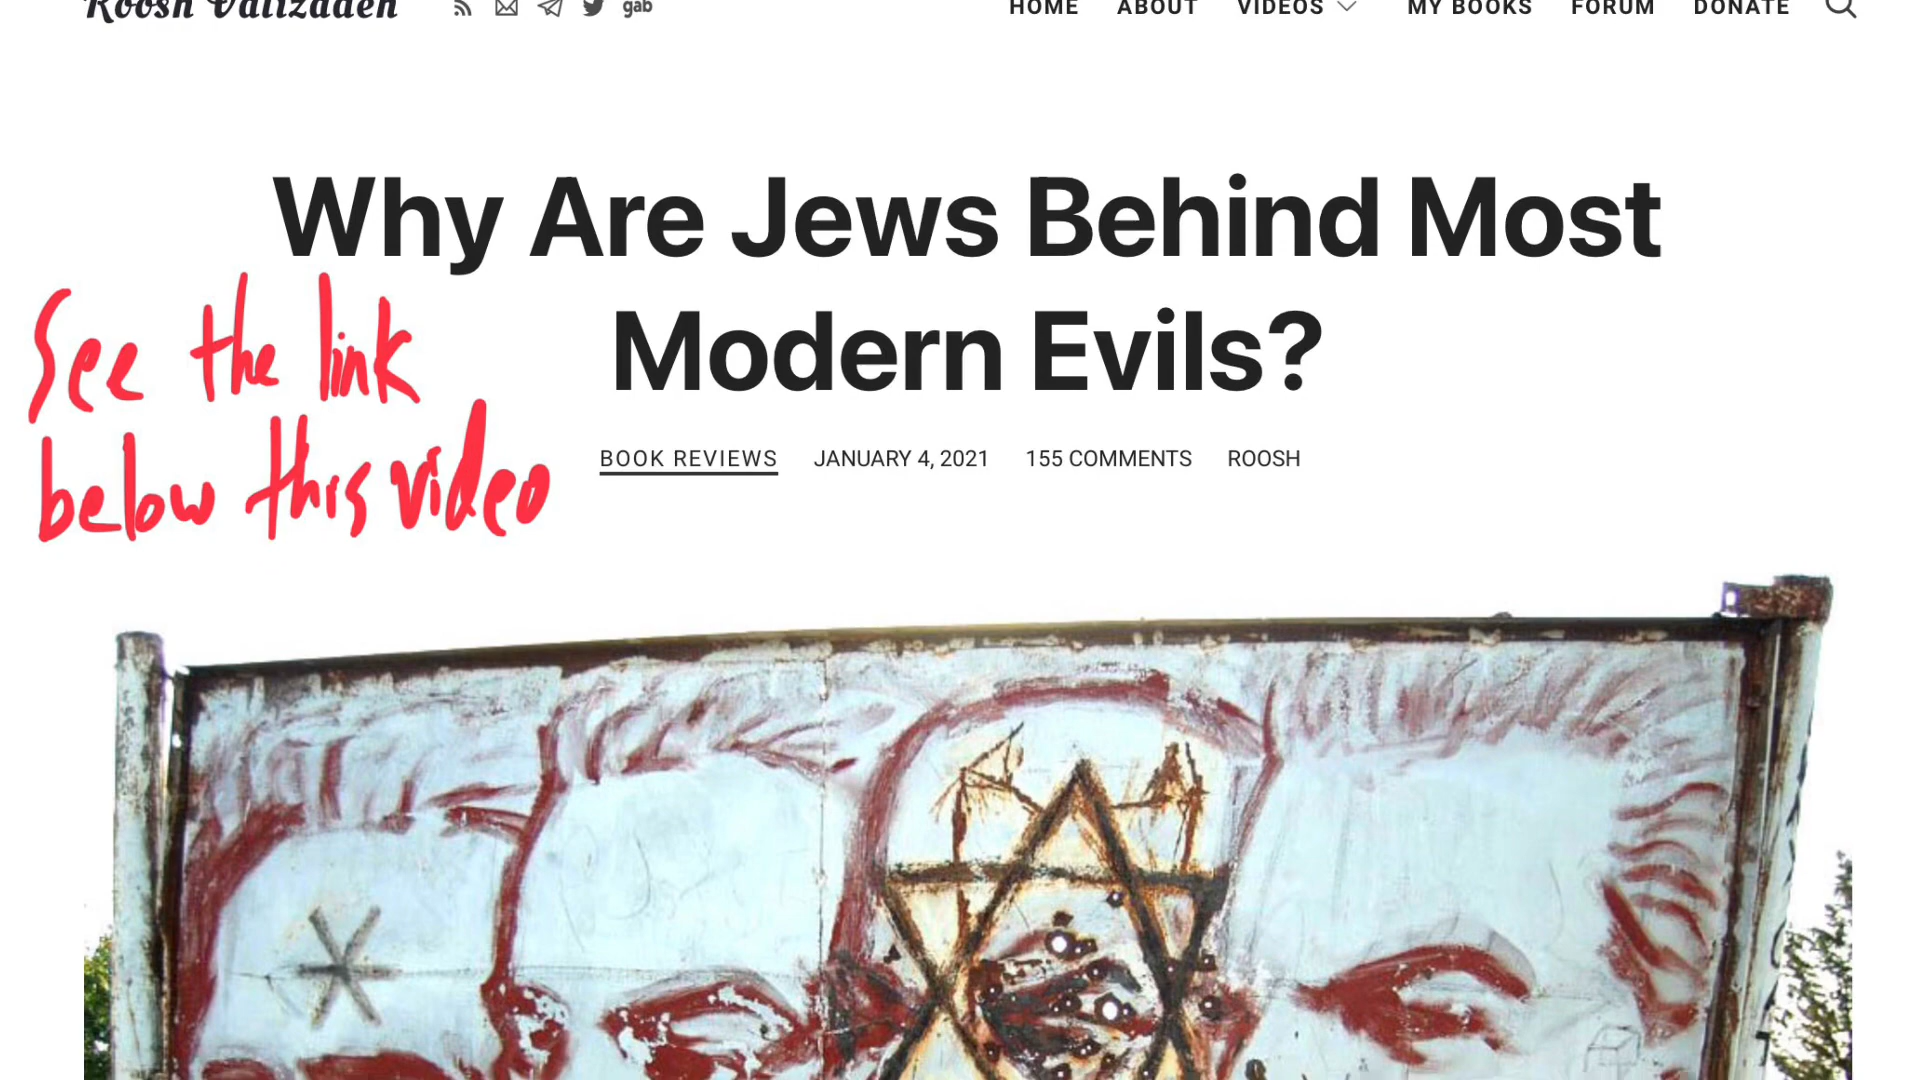 Roosh Valizadeh gab HOME ABOUT VIDEOS MY BOOKS FORUM DONATE
Why Are Jews Behind Most
Modern Evils?
See the link
below this video
BOOK REVIEWS JANUARY 4, 2021 155 COMMENTS ROOSH